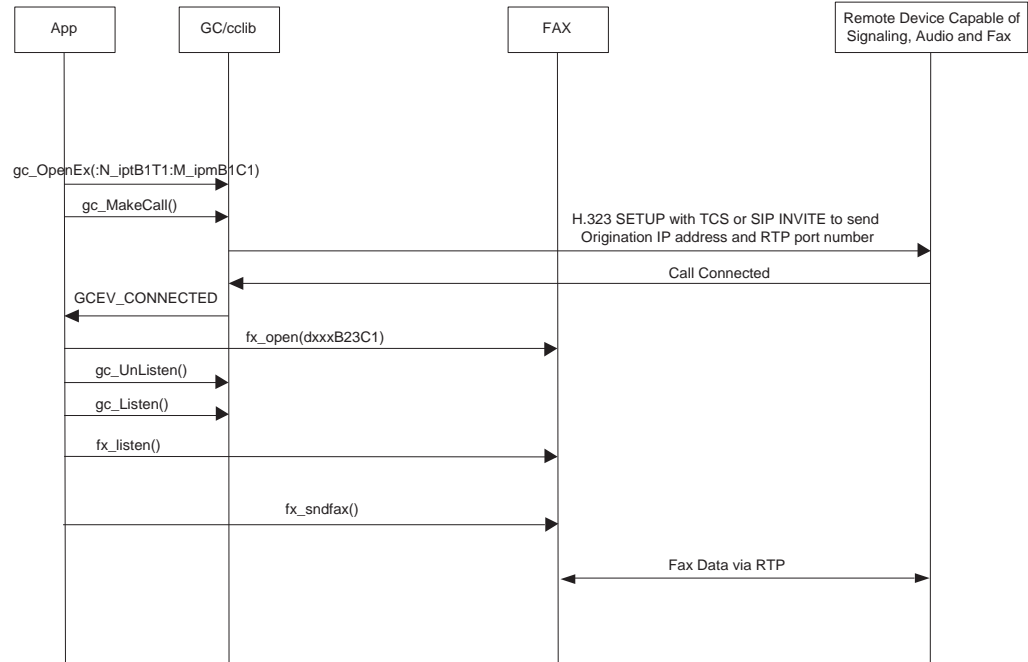 App
GC/cclib
FAX
Remote Device Capable of
Signaling, Audio and Fax
gc_OpenEx(:N_iptB1T1:M_ipmB1C1)
gc_MakeCall()
H.323 SETUP with TCS or SIP INVITE to send
Origination IP address and RTP port number
Call Connected
GCEV_CONNECTED
fx_open(dxxxB23C1)
gc_UnListen()
gc_Listen()
fx_listen()
fx_sndfax()
Fax Data via RTP